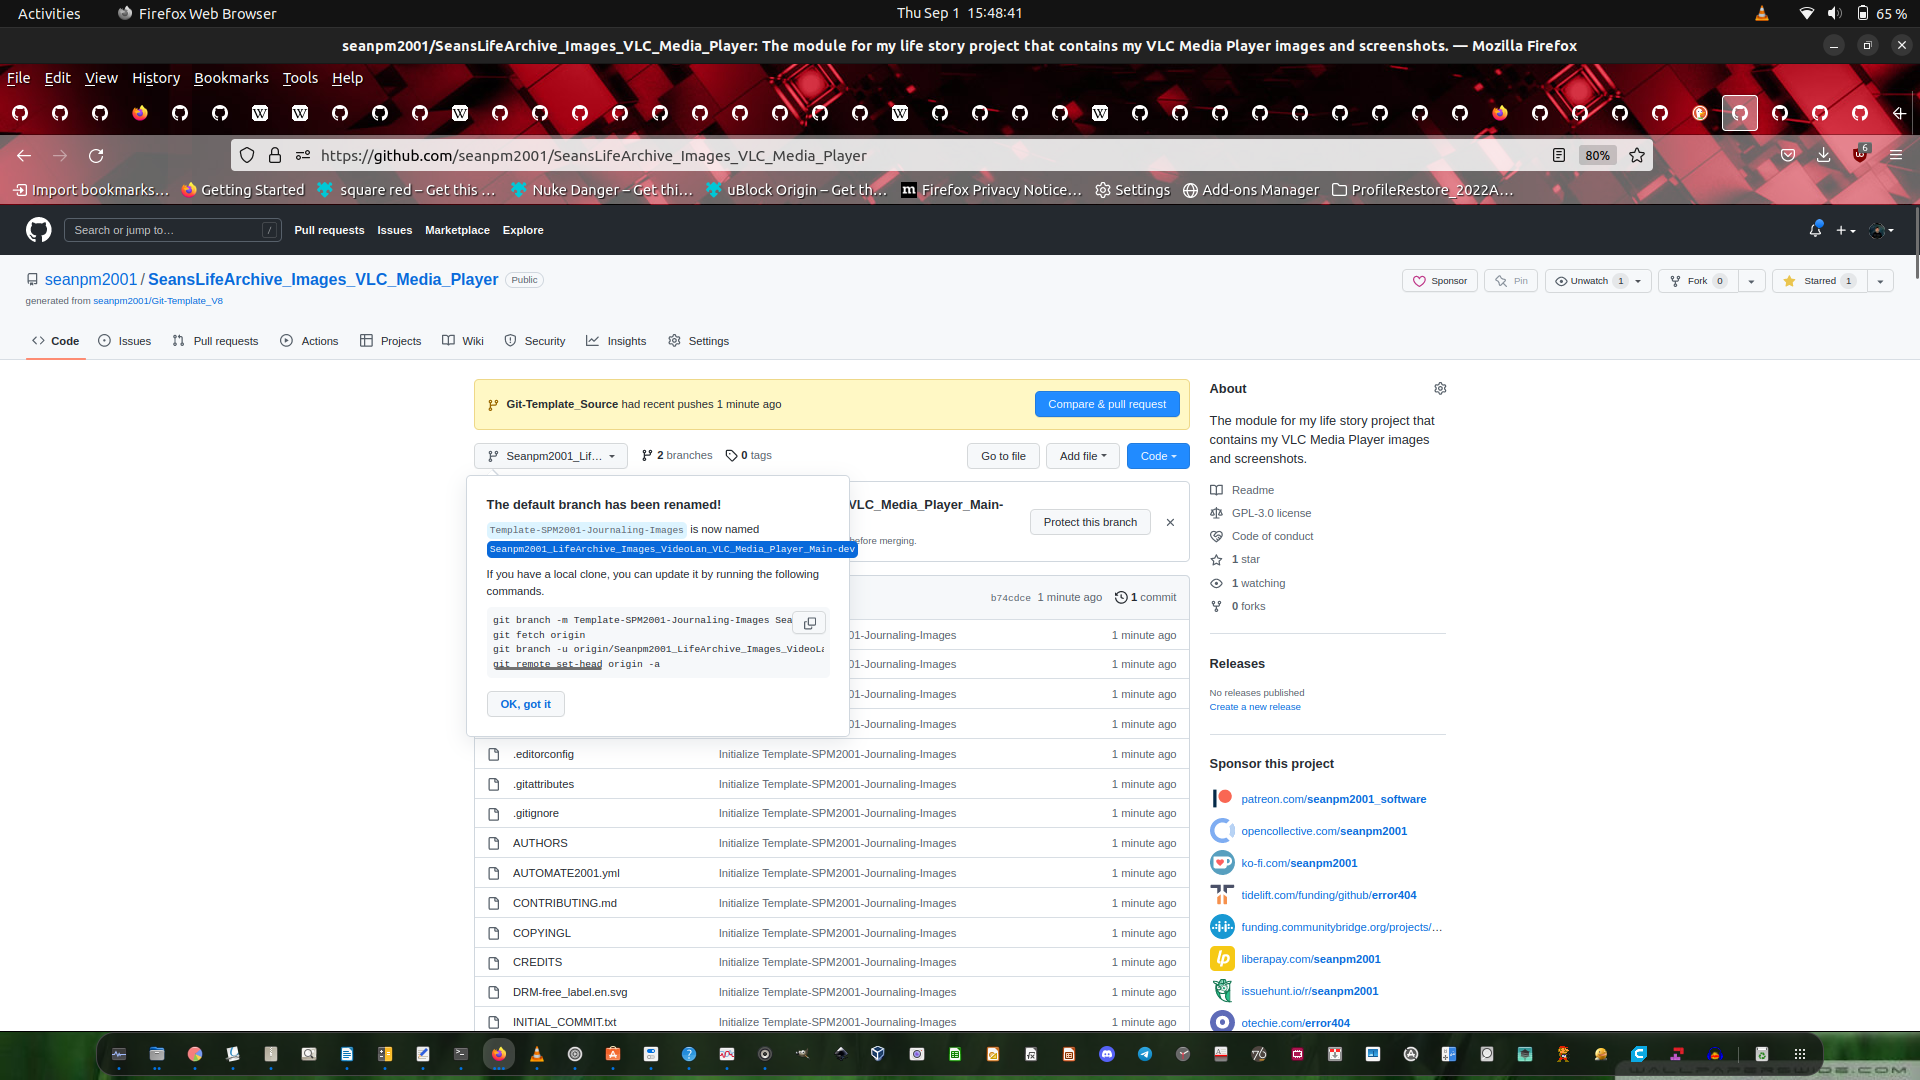 Activities
Firefox Web Browser
Thu Sep 1 15:48:41
65 %
seanpm2001/SeansLifeArchive_Images_VLC_Media_Player: The module for my life story project that contains my VLC Media Player images and screenshots. — Mozilla Firefox
File Edit View History Bookmarks Tools Help
https://github.com/seanpm2001/SeansLifeArchive_Images_VLC_Media_Player
80%
6
Import bookmarks…
Getting Started
square red – Get this …
Nuke Danger – Get thi…
uBlock Origin – Get th…
Firefox Privacy Notice…
Settings
Add-ons Manager
ProfileRestore_2022A…
Search or jump to…
/
Pull requests
Issues
Marketplace
Explore
seanpm2001 / SeansLifeArchive_Images_VLC_Media_Player
Public
generated from seanpm2001/Git-Template_V8
Sponsor
Pin
Unwatch 1
Fork 0
Starred 1
Code
Issues
Pull requests
Actions
Projects
Wiki
Security
Insights
Settings
Git-Template_Source had recent pushes 1 minute ago
Compare & pull request
Seanpm2001_Lif…
2 branches
0 tags
Go to file
Add file
Code
The default branch has been renamed!
Template-SPM2001-Journaling-Images is now named
Seanpm2001_LifeArchive_Images_VideoLan_VLC_Media_Player_Main-dev
If you have a local clone, you can update it by running the following
commands.
git branch -m Template-SPM2001-Journaling-Images Sea
git fetch origin
git branch -u origin/Seanpm2001_LifeArchive_Images_VideoLa
git remote set-head origin -a
OK, got it
VLC_Media_Player_Main-
before merging.
Protect this branch
b74cdce 1 minute ago
1 commit
01-Journaling-Images 1 minute ago
01-Journaling-Images 1 minute ago
01-Journaling-Images 1 minute ago
01-Journaling-Images 1 minute ago
.editorconfig Initialize Template-SPM2001-Journaling-Images 1 minute ago
.gitattributes Initialize Template-SPM2001-Journaling-Images 1 minute ago
.gitignore Initialize Template-SPM2001-Journaling-Images 1 minute ago
AUTHORS Initialize Template-SPM2001-Journaling-Images 1 minute ago
AUTOMATE2001.yml Initialize Template-SPM2001-Journaling-Images 1 minute ago
CONTRIBUTING.md Initialize Template-SPM2001-Journaling-Images 1 minute ago
COPYINGL Initialize Template-SPM2001-Journaling-Images 1 minute ago
CREDITS Initialize Template-SPM2001-Journaling-Images 1 minute ago
DRM-free_label.en.svg Initialize Template-SPM2001-Journaling-Images 1 minute ago
INITIAL_COMMIT.txt Initialize Template-SPM2001-Journaling-Images 1 minute ago
About
The module for my life story project that
contains my VLC Media Player images
and screenshots.
Readme
GPL-3.0 license
Code of conduct
1 star
1 watching
0 forks
Releases
No releases published
Create a new release
Sponsor this project
patreon.com/seanpm2001_software
opencollective.com/seanpm2001
ko-fi.com/seanpm2001
tidelift.com/funding/github/error404
funding.communitybridge.org/projects/…
liberapay.com/seanpm2001
issuehunt.io/r/seanpm2001
otechie.com/error404
WALLPAPERSWIDE.COM